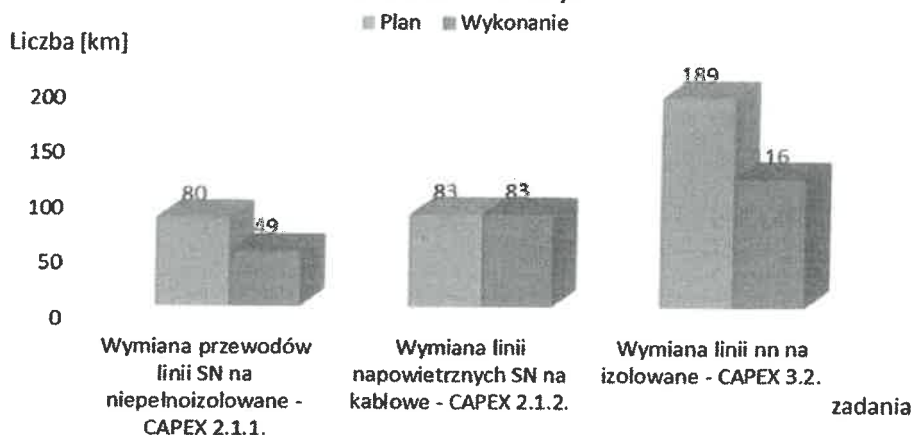 Plan Wykonanie
Liczba [km]
200
150
100
50
0
80
49
83
83
189
16
Wymiana przewodów
linii SN na
niepełnoizolowane -
CAPEX 2.1.1.
Wymiana linii
napowietrznych SN na
kablowe - CAPEX 2.1.2.
Wymiana linii nn na
izolowane - CAPEX 3.2.
zadania